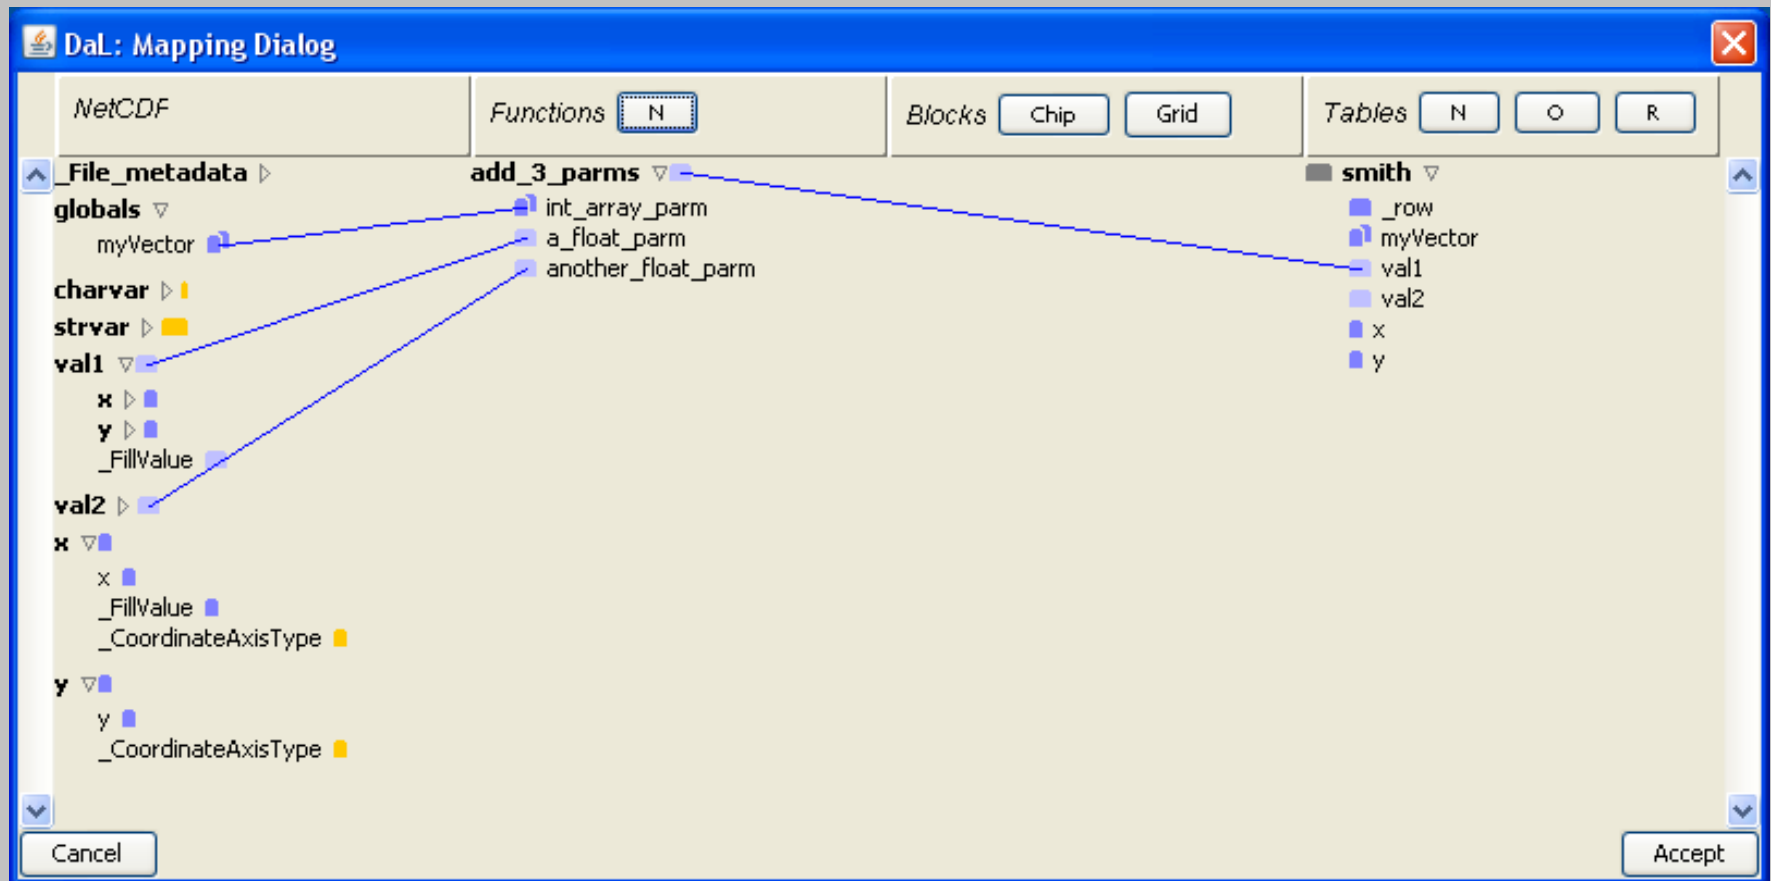 DaL: Mapping Dialog
NetCDF
Functions N
Blocks Chip Grid
Tables N O R
_File_metadata
globals
myVector
charvar
strvar
val1
x
y
_FillValue
val2
x
x
_FillValue
_CoordinateAxisType
y
y
_CoordinateAxisType
add_3_parms
int_array_parm
a_float_parm
another_float_parm
smith
_row
myVector
val1
val2
x
y
Cancel
Accept